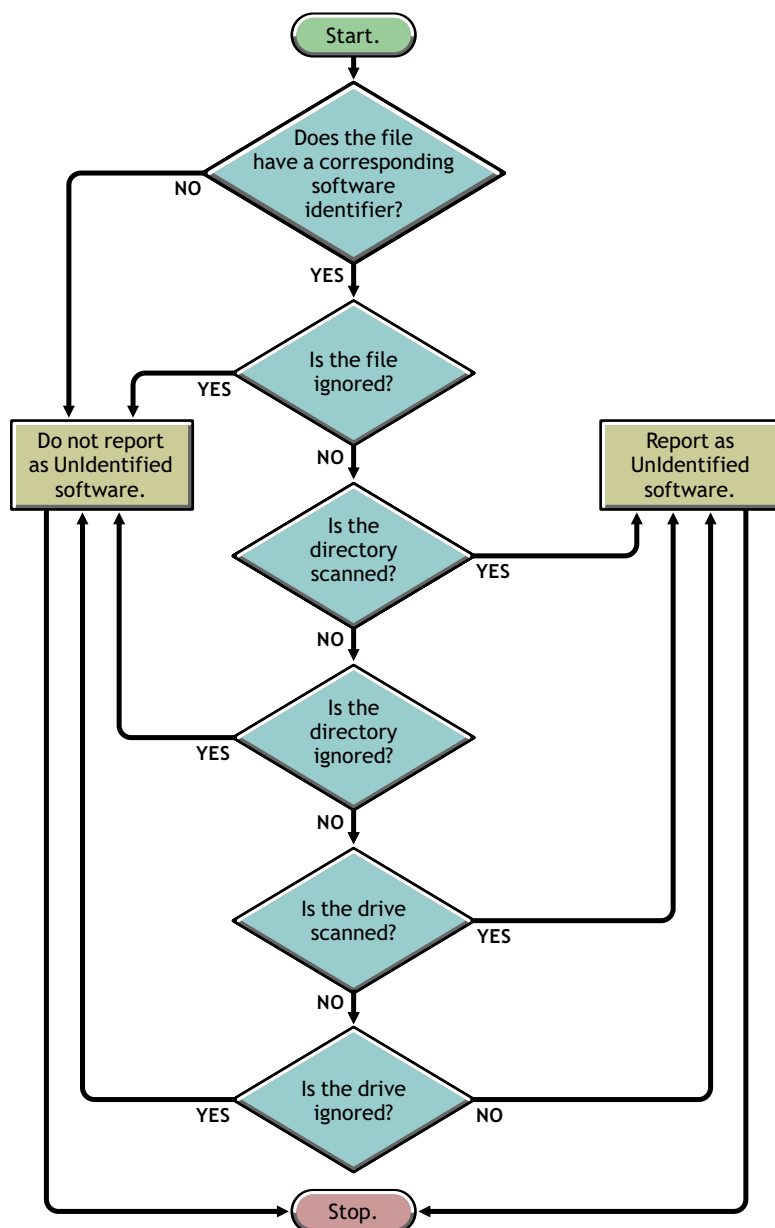 Start.
Does the file
have a corresponding
software
identifier?
NO
YES
Is the file
ignored?
YES
NO
Do not report
as UnIdentified
software.
Report as
UnIdentified
software.
Is the
directory
scanned?
YES
NO
Is the
directory
ignored?
YES
NO
Is the drive
scanned?
YES
NO
Is the drive
ignored?
YES
NO
Stop.